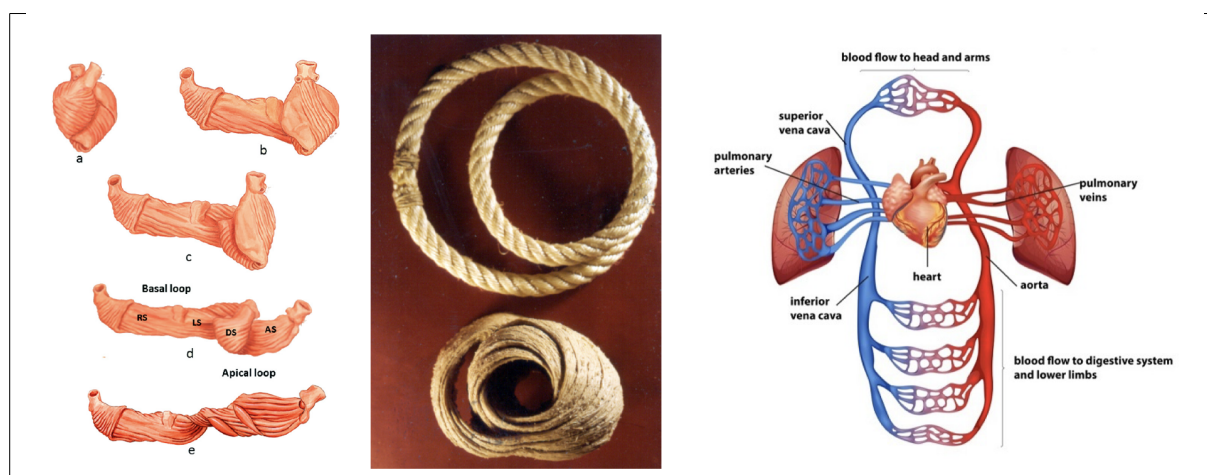 a
b
c
Basal loop
RS
LS
DS
AS
d
Apical loop
e
blood flow to head and arms
superior
vena cava
pulmonary
arteries
pulmonary
veins
heart
aorta
inferior
vena cava
blood flow to digestive system
and lower limbs